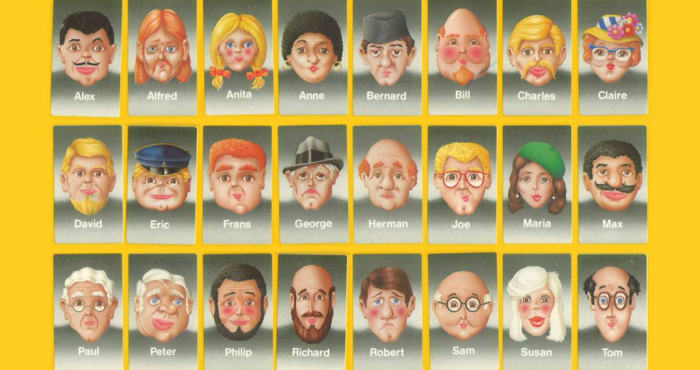 Alex
Alfred
Anita
Anne
Bernard
Bill
Charles
Claire
David
Eric
Frans
George
Herman
Joe
Maria
Max
Paul
Peter
Philip
Richard
Robert
Sam
Susan
Tom